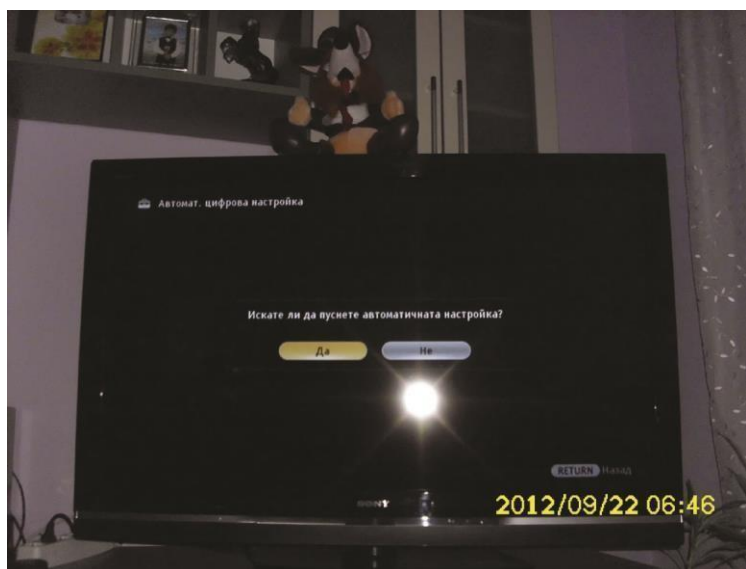 Автомат. цифрова настройка
Искате ли да пуснете автоматичната настройка?
Да
Не
RETURN Назад
SONY
2012/09/22 06:46